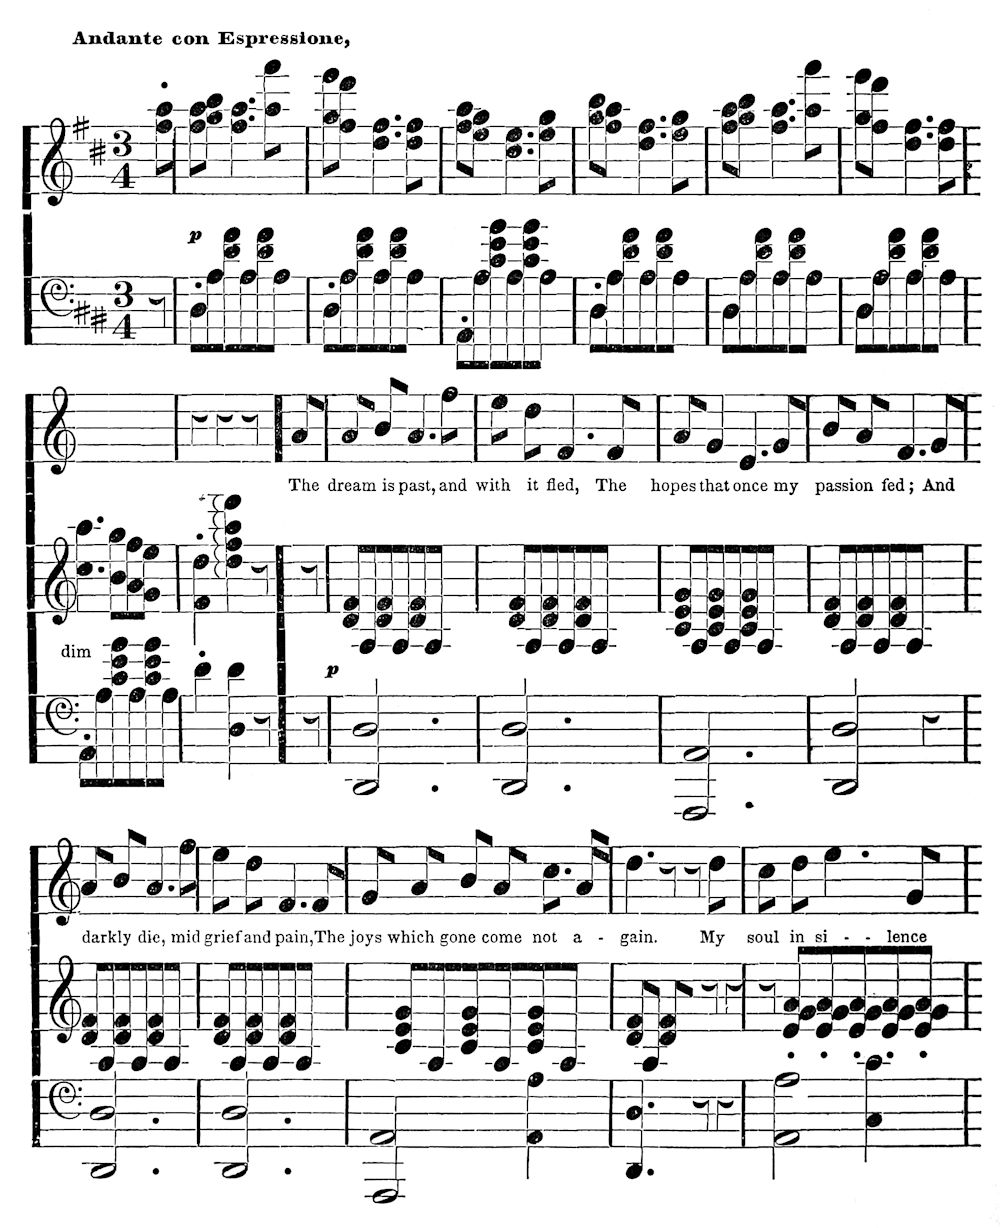 Andante con Espressione,
3
4
p
3
4
The dream is past, and with it fled, The hopes that once my passion fed; And
dim
p
darkly die, mid grief and pain, The joys which gone come not a - gain. My soul in si - - lence